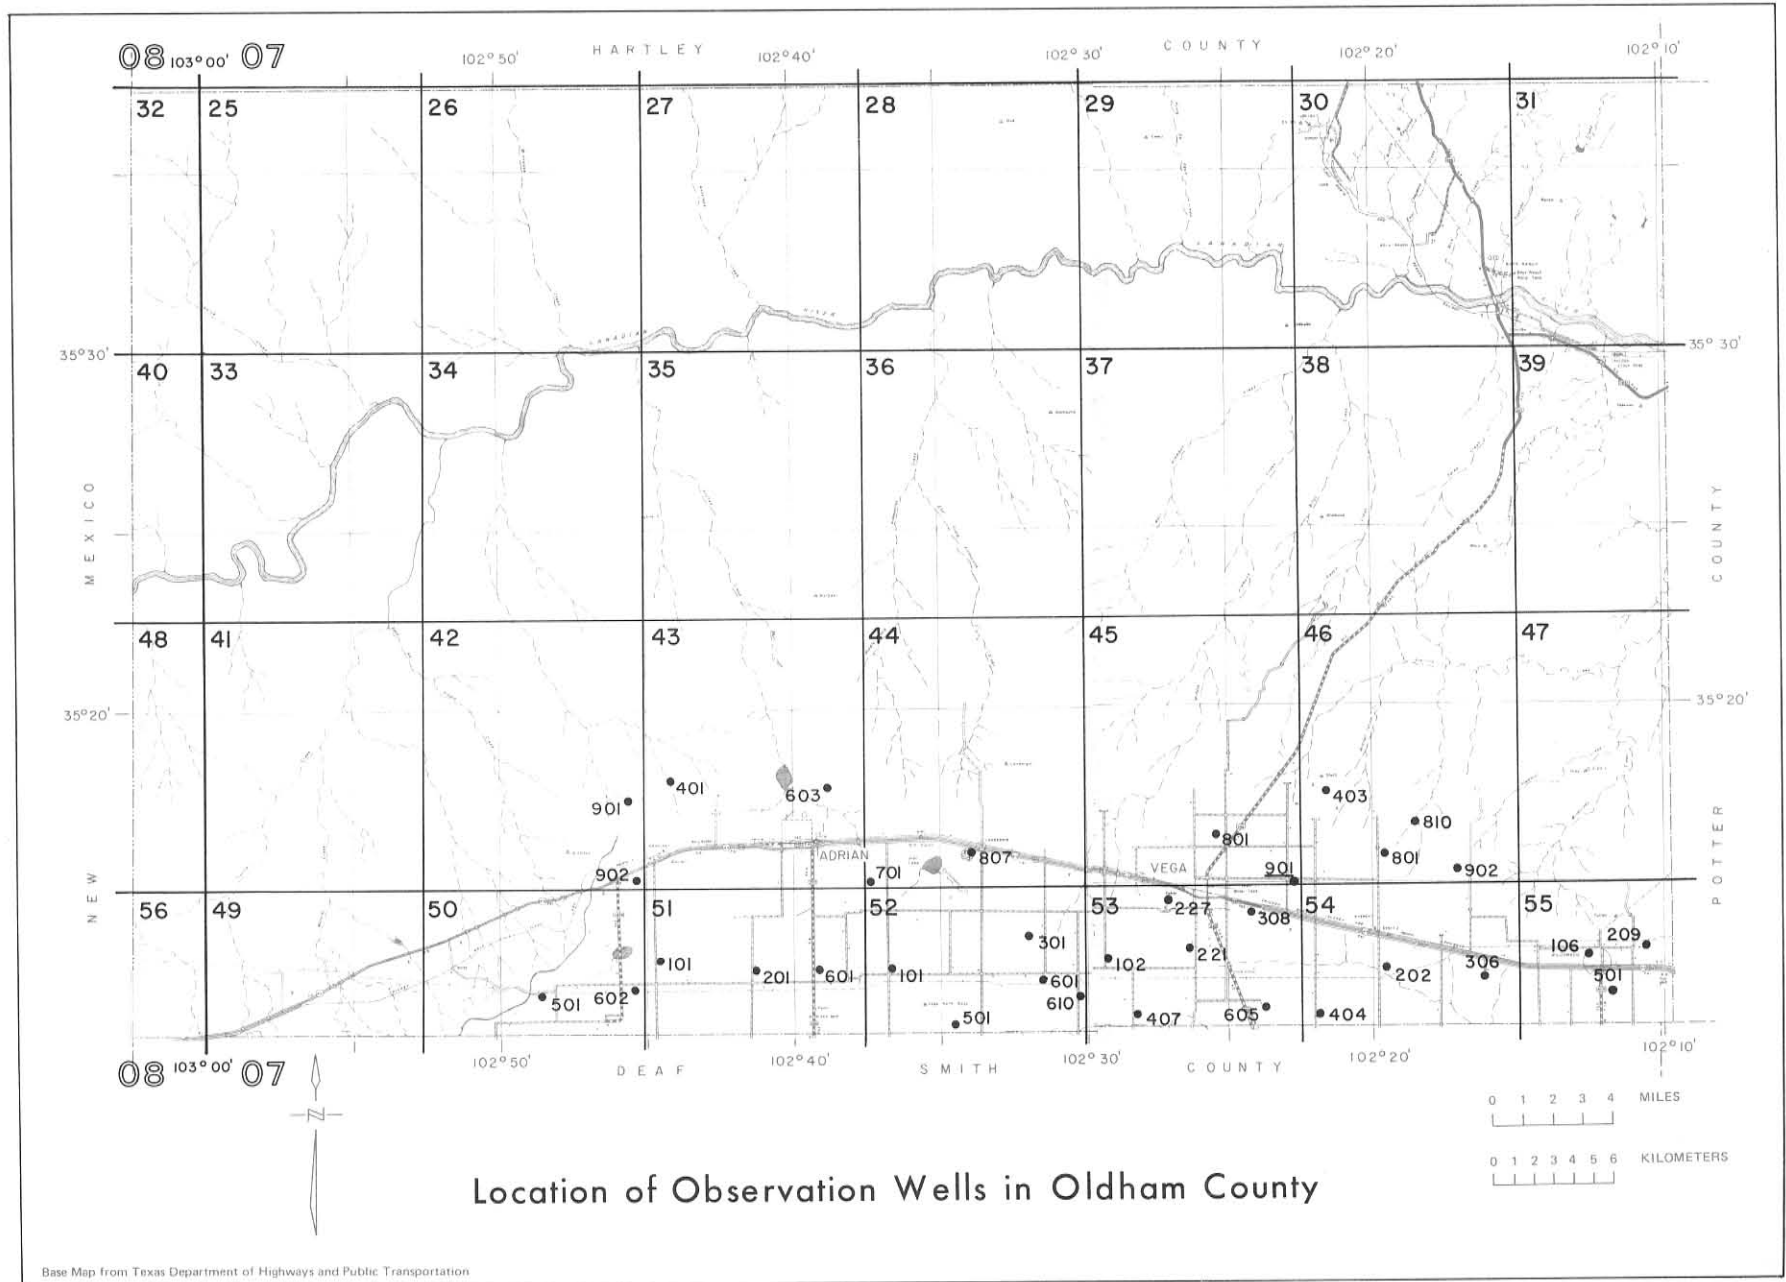 HARTLEY COUNTY
08 103°00' 07 102°50' 102°40' 102°30' 102°20' 102°10'
32 25 26 27 28 29 30 31
CANADIAN
RIVER
CANADIAN
35°30' 35°30'
40 33 34 35 36 37 38 39
MEXICO
COUNTY
48 41 42 43 44 45 46 47
35°20' 35°20'
401 603 403
901
810
801
ADRIAN 807 VEGA 801
902 701 901 902
NEW
POTTER
56 49 50 51 52 53 54 55
227 308
301 221 106 209
101 201 601 101 102 202 306 501
601
501 602 610
501 407 605 404
102°50' 102°40' 102°30' 102°20' 102°10'
08 103°00' 07
DEAF SMITH COUNTY
N
0 1 2 3 4 MILES
0 1 2 3 4 5 6 KILOMETERS
Location of Observation Wells in Oldham County
Base Map from Texas Department of Highways and Public Transportation